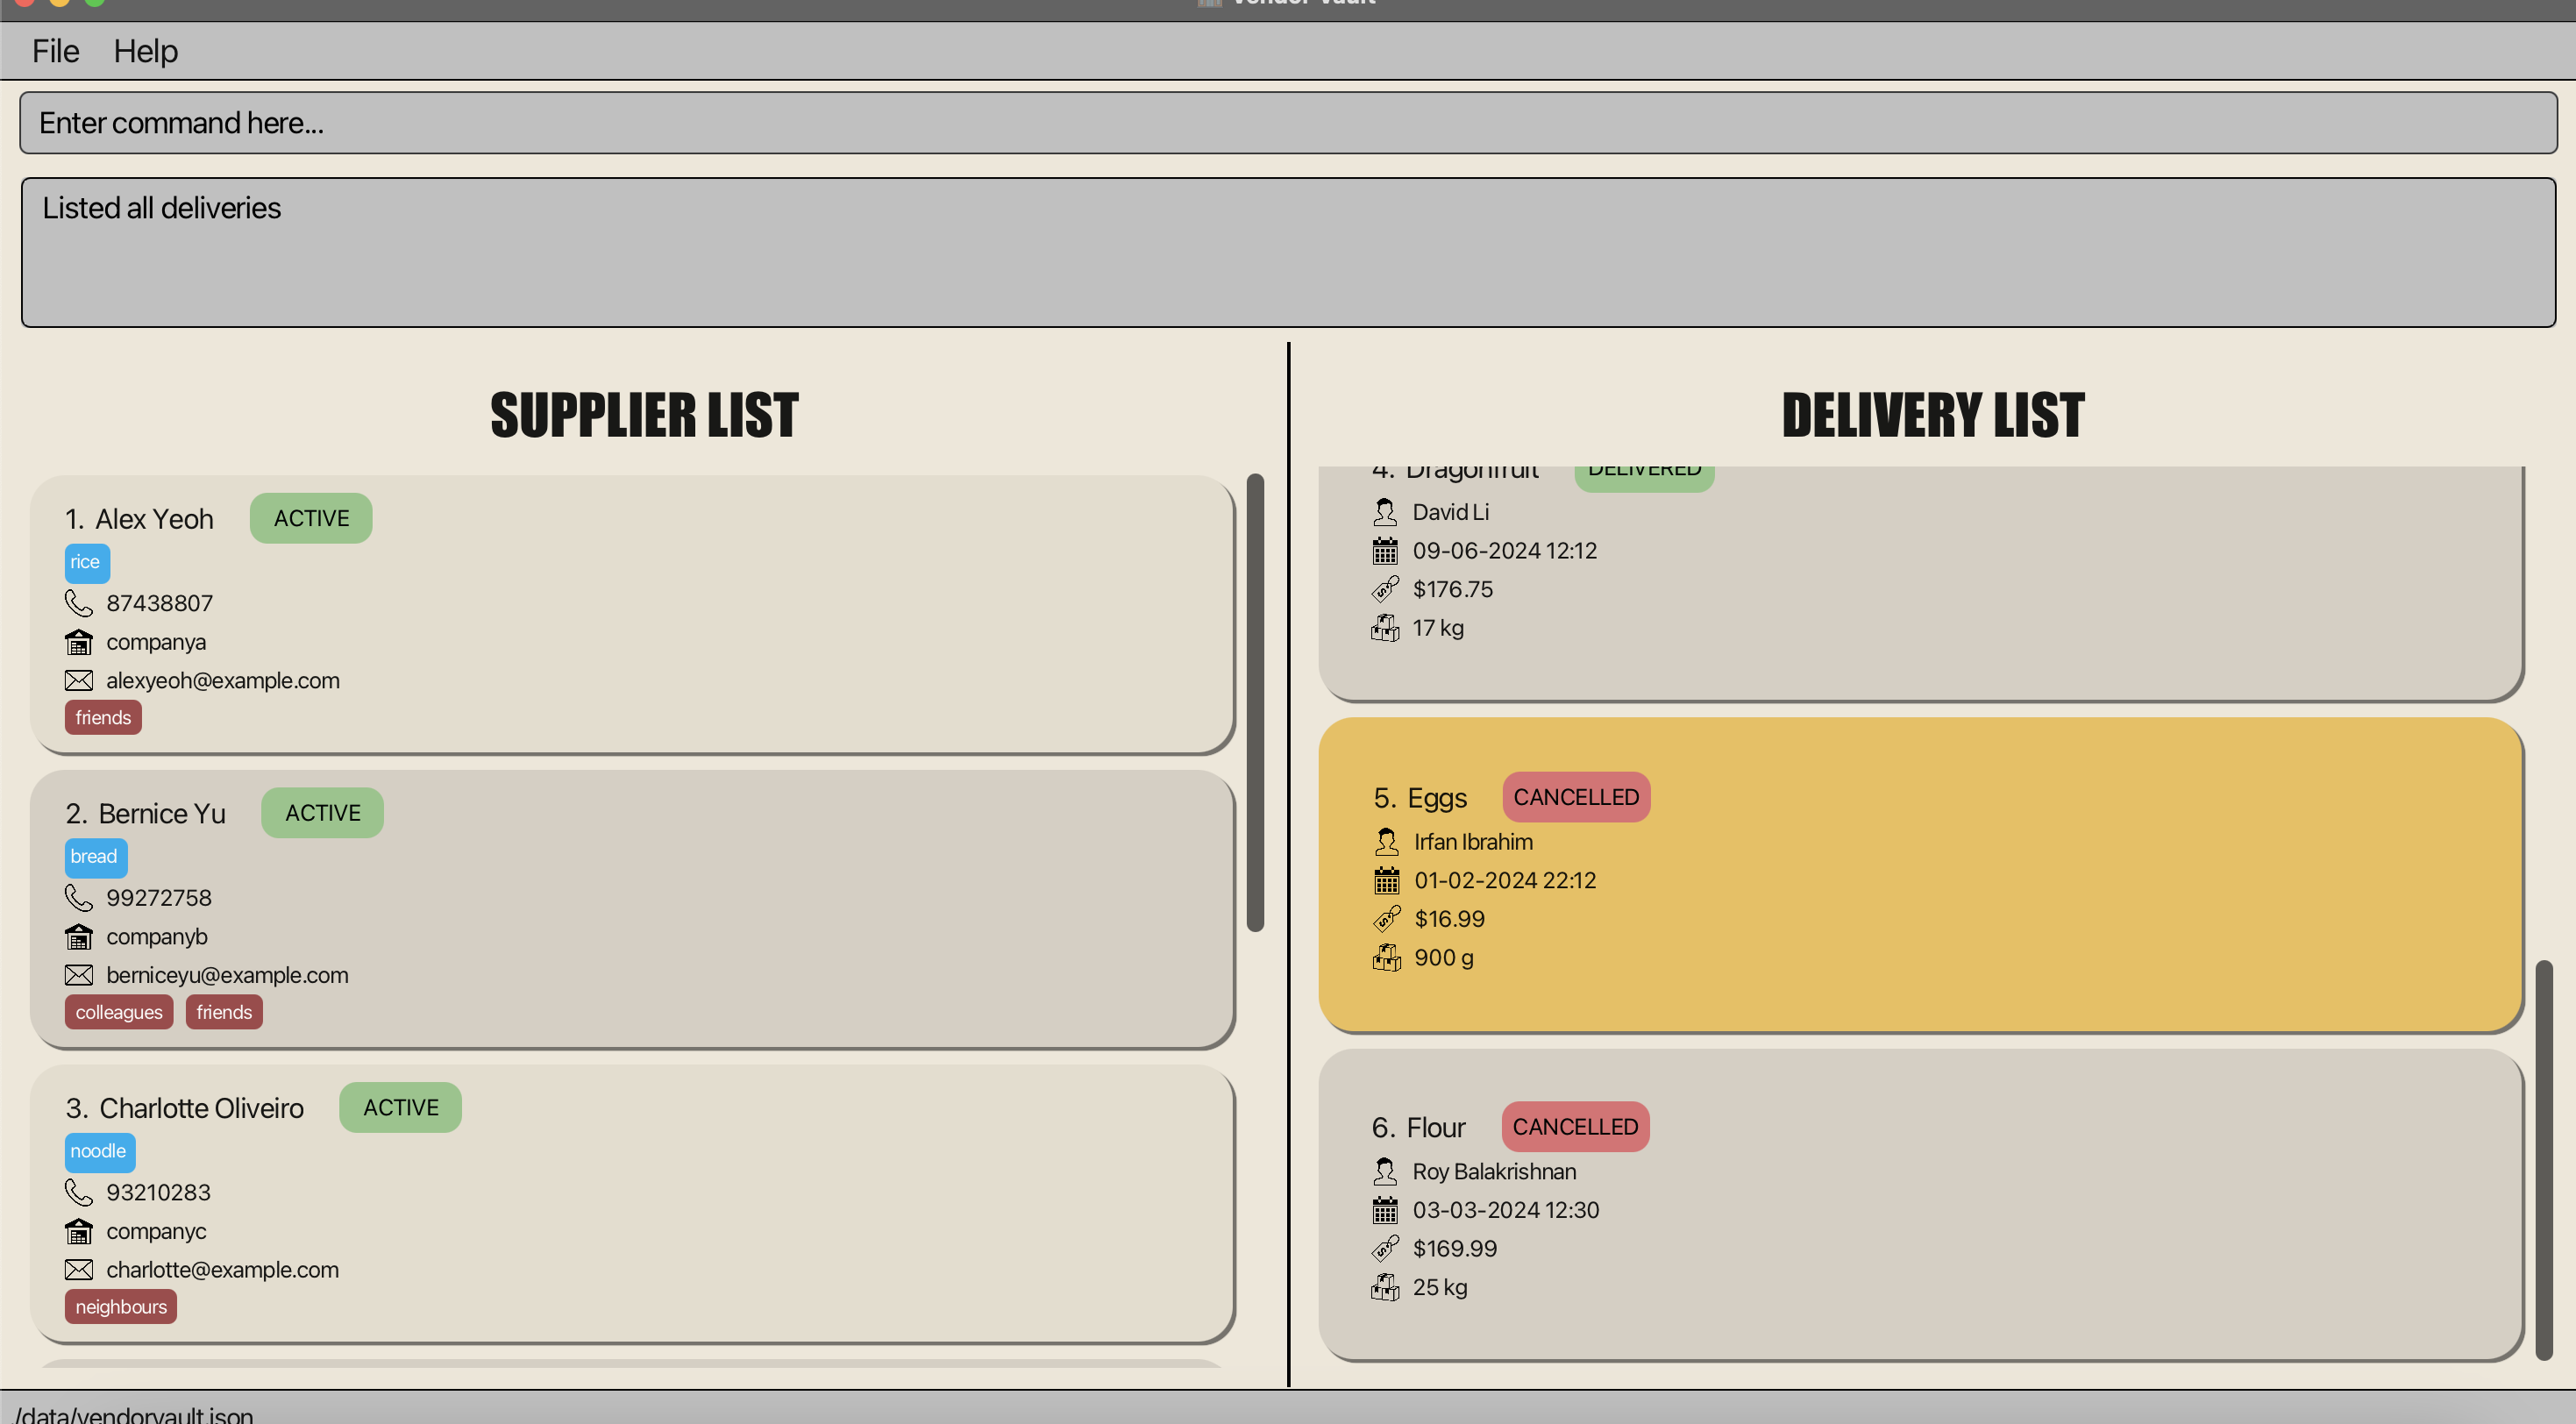 Vendor Vault
File Help
Enter command here...
Listed all deliveries
SUPPLIER LIST
1. Alex Yeoh ACTIVE
rice
87438807
companya
alexyeoh@example.com
friends
2. Bernice Yu ACTIVE
bread
99272758
companyb
berniceyu@example.com
colleagues friends
3. Charlotte Oliveiro ACTIVE
noodle
93210283
companyc
charlotte@example.com
neighbours
DELIVERY LIST
4. Dragonfruit DELIVERED
David Li
09-06-2024 12:12
$176.75
17 kg
5. Eggs CANCELLED
Irfan Ibrahim
01-02-2024 22:12
$16.99
900 g
6. Flour CANCELLED
Roy Balakrishnan
03-03-2024 12:30
$169.99
25 kg
/data/vendorvault.json